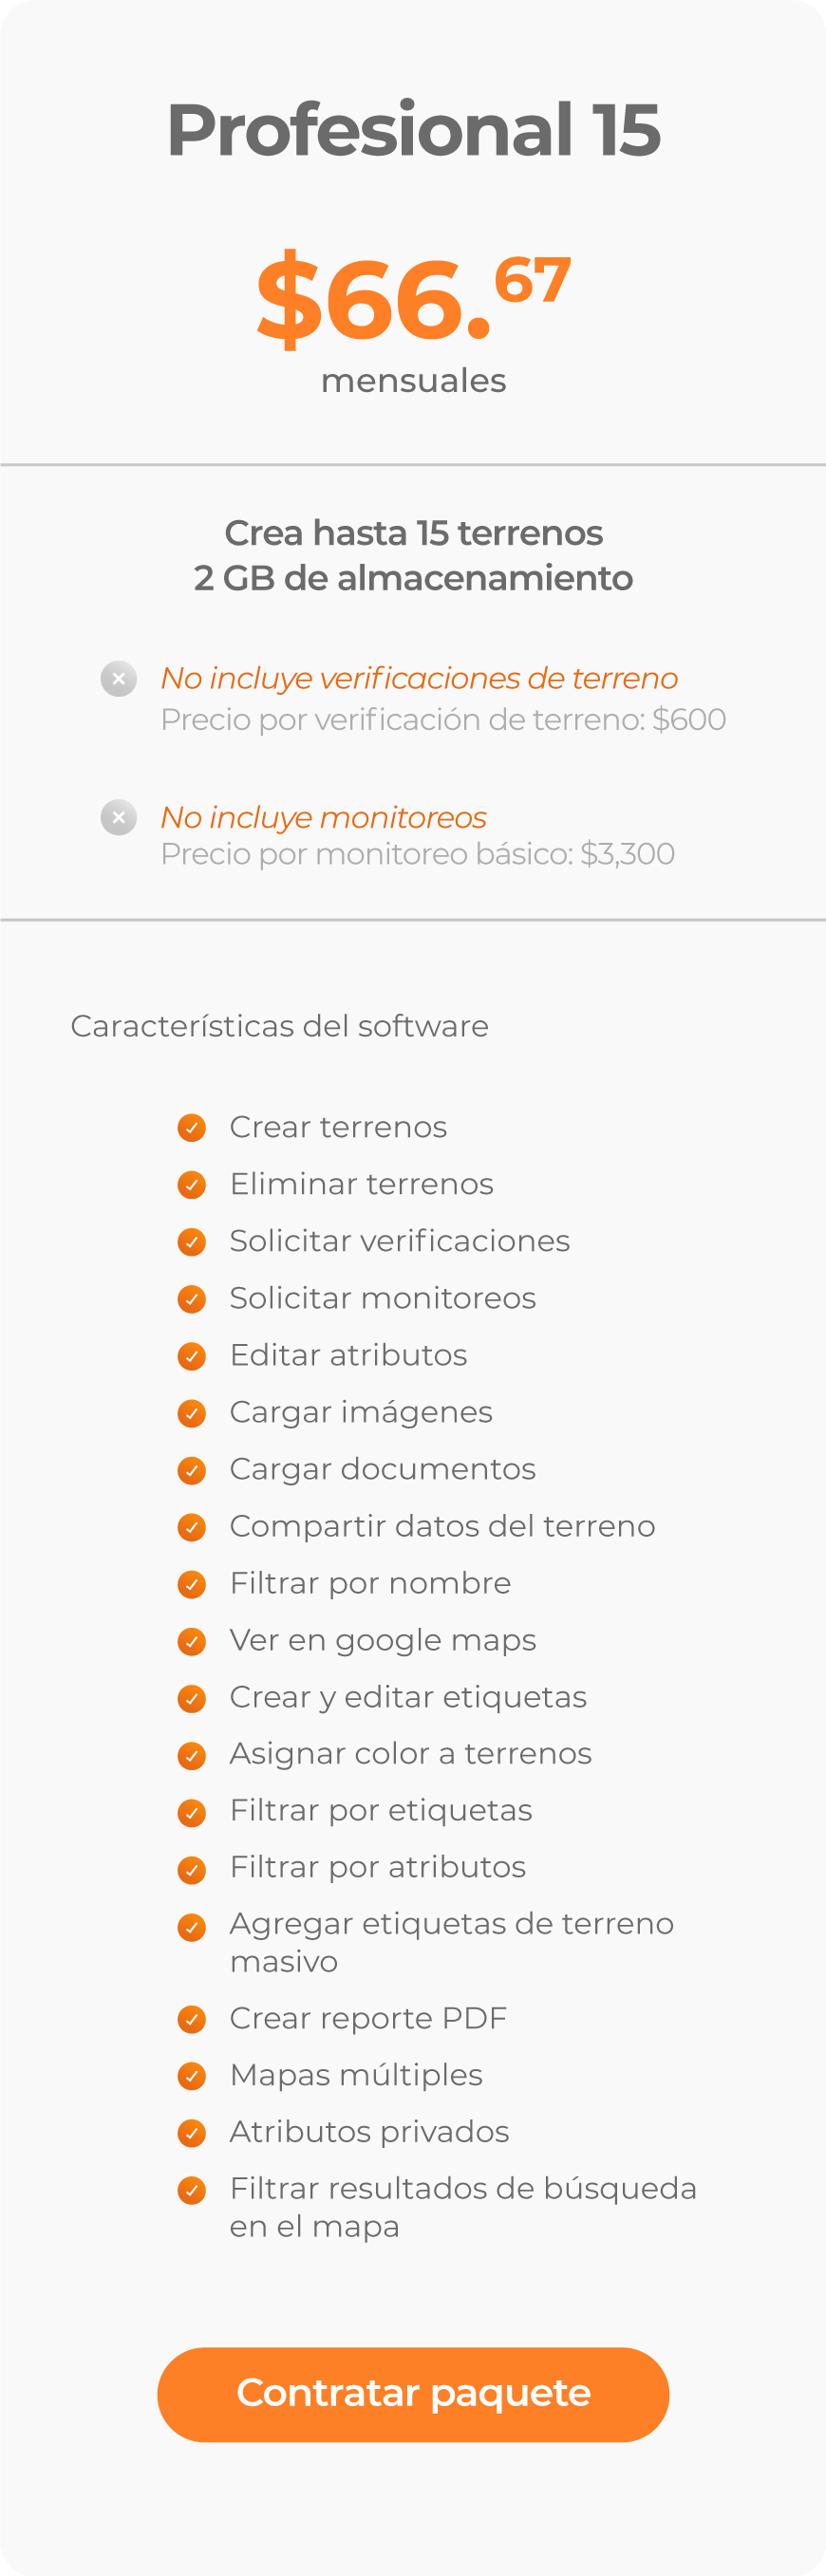 Profesional 15
$66.67
mensuales
Crea hasta 15 terrenos
2 GB de almacenamiento
No incluye verificaciones de terreno
Precio por verificación de terreno: $600
No incluye monitoreos
Precio por monitoreo básico: $3,300
Características del software
Crear terrenos
Eliminar terrenos
Solicitar verificaciones
Solicitar monitoreos
Editar atributos
Cargar imágenes
Cargar documentos
Compartir datos del terreno
Filtrar por nombre
Ver en google maps
Crear y editar etiquetas
Asignar color a terrenos
Filtrar por etiquetas
Filtrar por atributos
Agregar etiquetas de terreno
masivo
Crear reporte PDF
Mapas múltiples
Atributos privados
Filtrar resultados de búsqueda
en el mapa
Contratar paquete